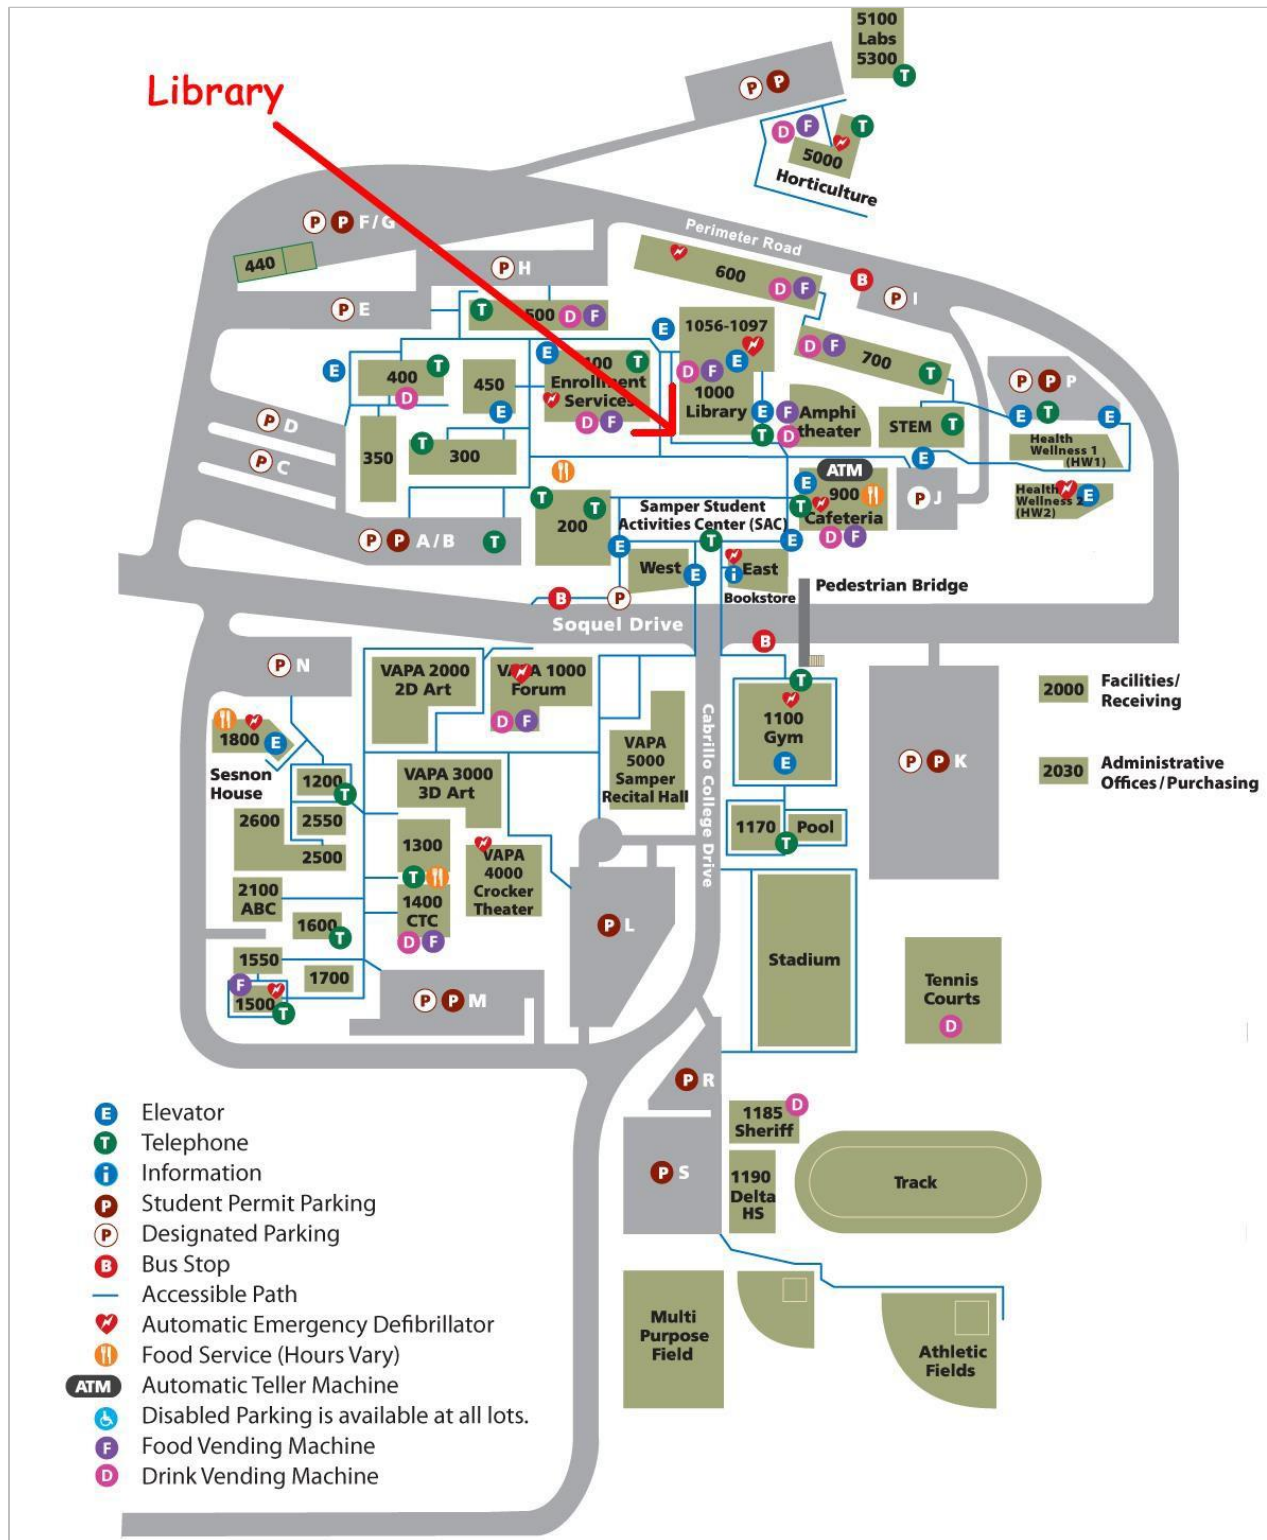 5100
Labs
5300
T
Library
P P
D F T
5000
Horticulture
P P F/G
Perimeter Road
440
P H
600
B
P I
D F
P E
T
500 D F
E
1056-1097
D F
700
T
E
400
T
D
450
E
E
100
T
Enrollment
Services
D F
D F E
1000
Library
E F
T D
Amphi
theater
STEM T
P P P
E T E
Health
Wellness 1
(HW1)
P D
P C
350
T
300
E
ATM
E 900
T
Cafeteria
D F
P J
Health
Wellness 2
(HW2)
E
T T
200
Samper Student
Activities Center (SAC)
P P A/B T
E
T
E
West
E
East
i
Bookstore
Pedestrian Bridge
B P
Soquel Drive
B
P N
VAPA 2000
2D Art
VAPA 1000
Forum
D F
T
1100
Gym
E
Cabrillo College Drive
P P K
2000
Facilities/
Receiving
2030
Administrative
Offices/Purchasing
1800
E
Sesnon
House
VAPA
5000
Samper
Recital Hall
1200
T
VAPA 3000
3D Art
2600
2550
2500
1300
T
1170
T
Pool
VAPA
4000
Crocker
Theater
2100
ABC
1400
CTC
D F
1600
T
P L
Stadium
1550
1700
F
1500
T
P P M
Tennis
Courts
D
P R
1185
Sheriff
D
P S
1190
Delta
HS
Track
Multi
Purpose
Field
Athletic
Fields
E Elevator
T Telephone
i Information
P Student Permit Parking
P Designated Parking
B Bus Stop
Accessible Path
Automatic Emergency Defibrillator
Food Service (Hours Vary)
ATM Automatic Teller Machine
Disabled Parking is available at all lots.
F Food Vending Machine
D Drink Vending Machine